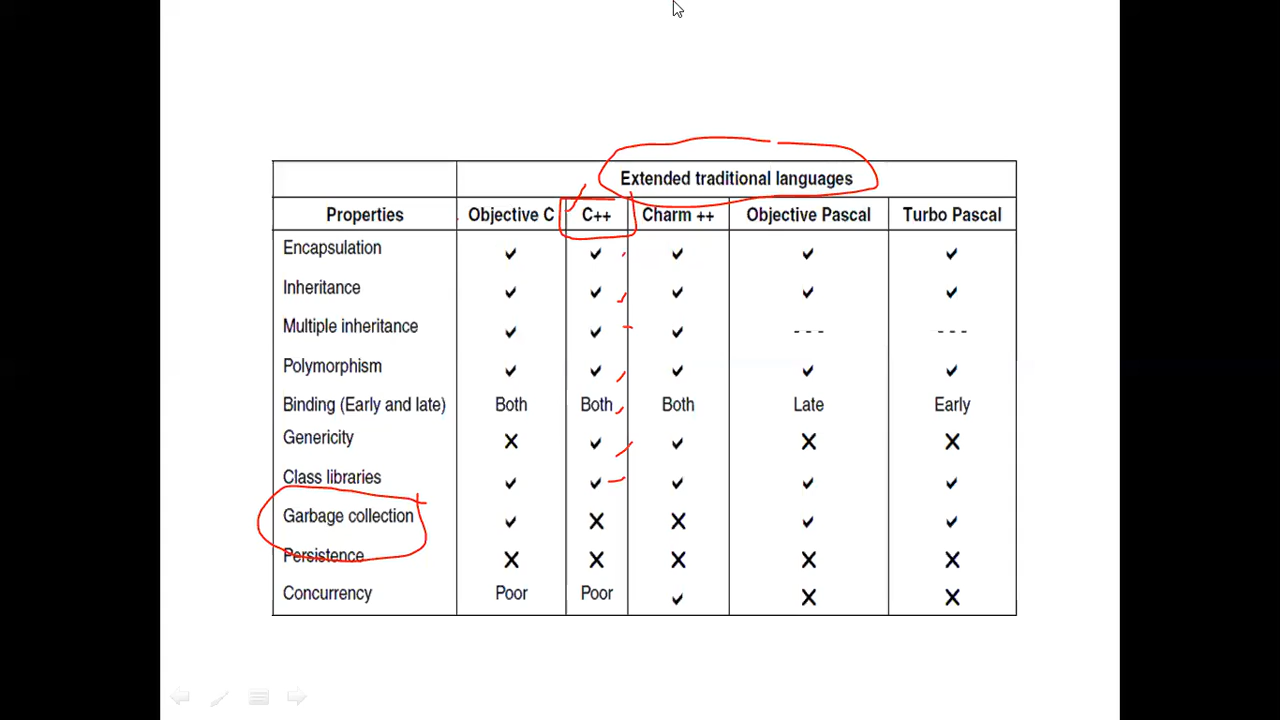 Extended traditional languages
Properties Objective C C++ Charm ++ Objective Pascal Turbo Pascal
Encapsulation ✓ ✓ ✓ ✓ ✓
Inheritance ✓ ✓ ✓ ✓ ✓
Multiple inheritance ✓ ✓ ✓ --- ---
Polymorphism ✓ ✓ ✓ ✓ ✓
Binding (Early and late) Both Both Both Late Early
Genericity X ✓ ✓ X X
Class libraries ✓ ✓ ✓ ✓ ✓
Garbage collection ✓ X X ✓ ✓
Persistence X X X X X
Concurrency Poor Poor ✓ X X